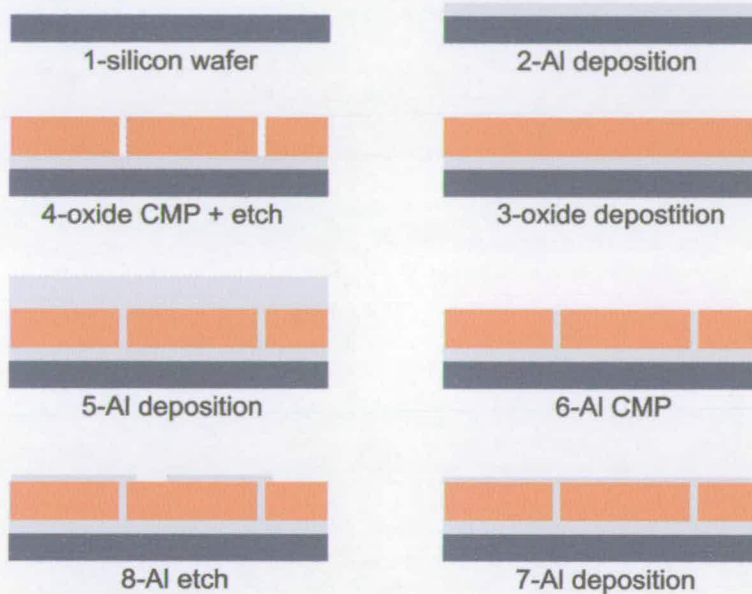 1-silicon wafer
2-Al deposition
4-oxide CMP + etch
3-oxide depostition
5-Al deposition
6-Al CMP
8-Al etch
7-Al deposition